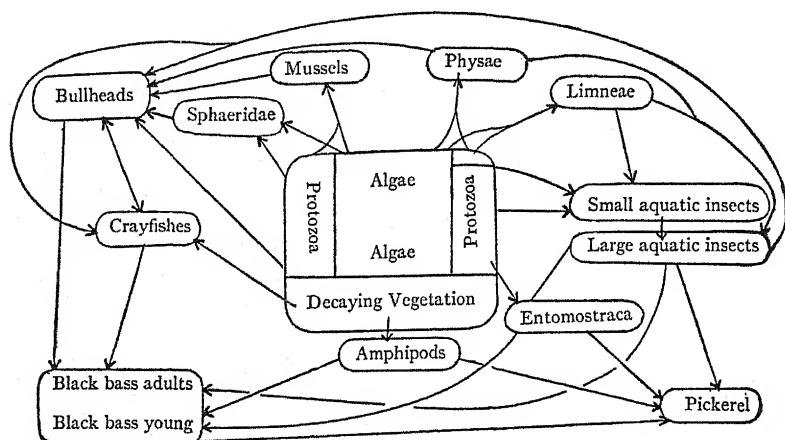 Mussels
Physae
Bullheads
Limneae
Sphaeridae
Algae
Protozoa
Protozoa
Small aquatic insects
Crayfishes
Algae
Large aquatic insects
Decaying Vegetation
Entomostraca
Amphipods
Black bass adults
Pickerel
Black bass young